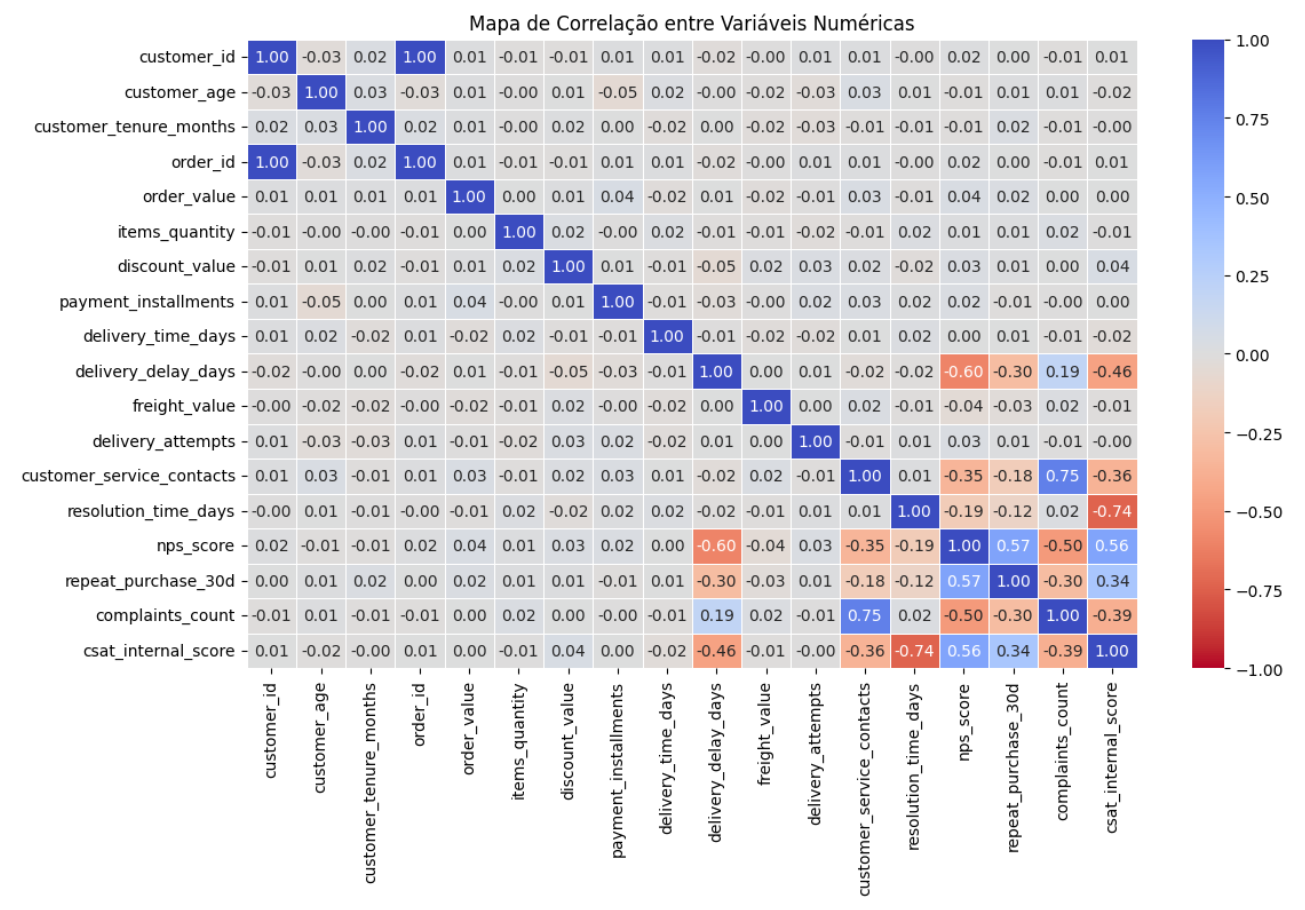 Mapa de Correlação entre Variáveis Numéricas
customer_id 1.00 -0.03 0.02 1.00 0.01 -0.01 -0.01 0.01 0.01 -0.02 -0.00 0.01 0.01 -0.00 0.02 0.00 -0.01 0.01
customer_age -0.03 1.00 0.03 -0.03 0.01 -0.00 0.01 -0.05 0.02 -0.00 -0.02 -0.03 0.03 0.01 -0.01 0.01 0.01 -0.02
customer_tenure_months 0.02 0.03 1.00 0.02 0.01 -0.00 0.02 0.00 -0.02 0.00 -0.02 -0.03 -0.01 -0.01 -0.01 0.02 -0.01 -0.00
order_id 1.00 -0.03 0.02 1.00 0.01 -0.01 -0.01 0.01 0.01 -0.02 -0.00 0.01 0.01 -0.00 0.02 0.00 -0.01 0.01
order_value 0.01 0.01 0.01 0.01 1.00 0.00 0.01 0.04 -0.02 0.01 -0.02 -0.01 0.03 -0.01 0.04 0.02 0.00 0.00
items_quantity -0.01 -0.00 -0.00 -0.01 0.00 1.00 0.02 -0.00 0.02 -0.01 -0.01 -0.02 -0.01 0.02 0.01 0.01 0.02 -0.01
discount_value -0.01 0.01 0.02 -0.01 0.01 0.02 1.00 0.01 -0.01 -0.05 0.02 0.03 0.02 -0.02 0.03 0.01 0.00 0.04
payment_installments 0.01 -0.05 0.00 0.01 0.04 -0.00 0.01 1.00 -0.01 -0.03 -0.00 0.02 0.03 0.02 0.02 -0.01 -0.00 0.00
delivery_time_days 0.01 0.02 -0.02 0.01 -0.02 0.02 -0.01 -0.01 1.00 -0.01 -0.02 -0.02 0.01 0.02 0.00 0.01 -0.01 -0.02
delivery_delay_days -0.02 -0.00 0.00 -0.02 0.01 -0.01 -0.05 -0.03 -0.01 1.00 0.00 0.01 -0.02 -0.02 -0.60 -0.30 0.19 -0.46
freight_value -0.00 -0.02 -0.02 -0.00 -0.02 -0.01 0.02 -0.00 -0.02 0.00 1.00 0.00 0.02 -0.01 -0.04 -0.03 0.02 -0.01
delivery_attempts 0.01 -0.03 -0.03 0.01 -0.01 -0.02 0.03 0.02 -0.02 0.01 0.00 1.00 -0.01 0.01 0.03 0.01 -0.01 -0.00
customer_service_contacts 0.01 0.03 -0.01 0.01 0.03 -0.01 0.02 0.03 0.01 -0.02 0.02 -0.01 1.00 0.01 -0.35 -0.18 0.75 -0.36
resolution_time_days -0.00 0.01 -0.01 -0.00 -0.01 0.02 -0.02 0.02 0.02 -0.02 -0.01 0.01 0.01 1.00 -0.19 -0.12 0.02 -0.74
nps_score 0.02 -0.01 -0.01 0.02 0.04 0.01 0.03 0.02 0.00 -0.60 -0.04 0.03 -0.35 -0.19 1.00 0.57 -0.50 0.56
repeat_purchase_30d 0.00 0.01 0.02 0.00 0.02 0.01 0.01 -0.01 0.01 -0.30 -0.03 0.01 -0.18 -0.12 0.57 1.00 -0.30 0.34
complaints_count -0.01 0.01 -0.01 -0.01 0.00 0.02 0.00 -0.00 -0.01 0.19 0.02 -0.01 0.75 0.02 -0.50 -0.30 1.00 -0.39
csat_internal_score 0.01 -0.02 -0.00 0.01 0.00 -0.01 0.04 0.00 -0.02 -0.46 -0.01 -0.00 -0.36 -0.74 0.56 0.34 -0.39 1.00
customer_id
customer_age
customer_tenure_months
order_id
order_value
items_quantity
discount_value
payment_installments
delivery_time_days
delivery_delay_days
freight_value
delivery_attempts
customer_service_contacts
resolution_time_days
nps_score
repeat_purchase_30d
complaints_count
csat_internal_score
1.00
0.75
0.50
0.25
0.00
−0.25
−0.50
−0.75
−1.00